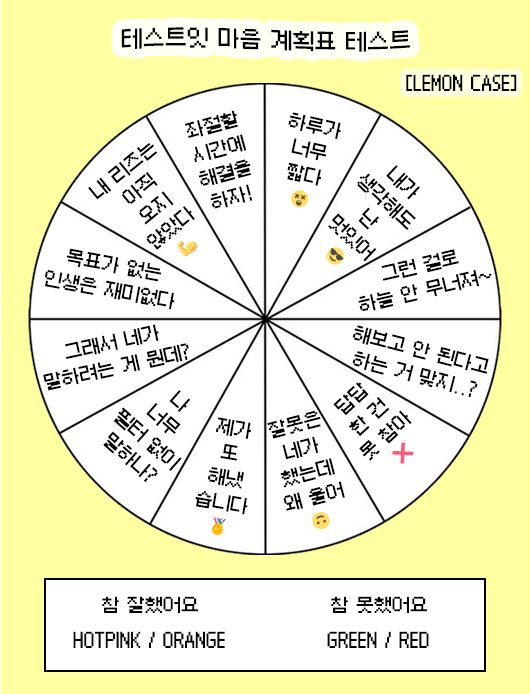 테스트잇 마음 계획표 테스트
[LEMON CASE]
하루가
너무
짧다
내가
생각해도
난
멋있어
그런 걸로
하늘 안 무너져~
해보고 안 된다고
하는 거 맞지..?
답답한 건
못 참아
잘못은
네가
했는데
왜 울어
제가
또
해냈
습니다
나
너무
필터 없이
말하나?
그래서 네가
말하려는 게 뭔데?
목표가 없는
인생은 재미없다
내 리즈는
아직
오지
않았다
좌절할
시간에
해결을
하자!
참 잘했어요
참 못했어요
HOTPINK / ORANGE
GREEN / RED